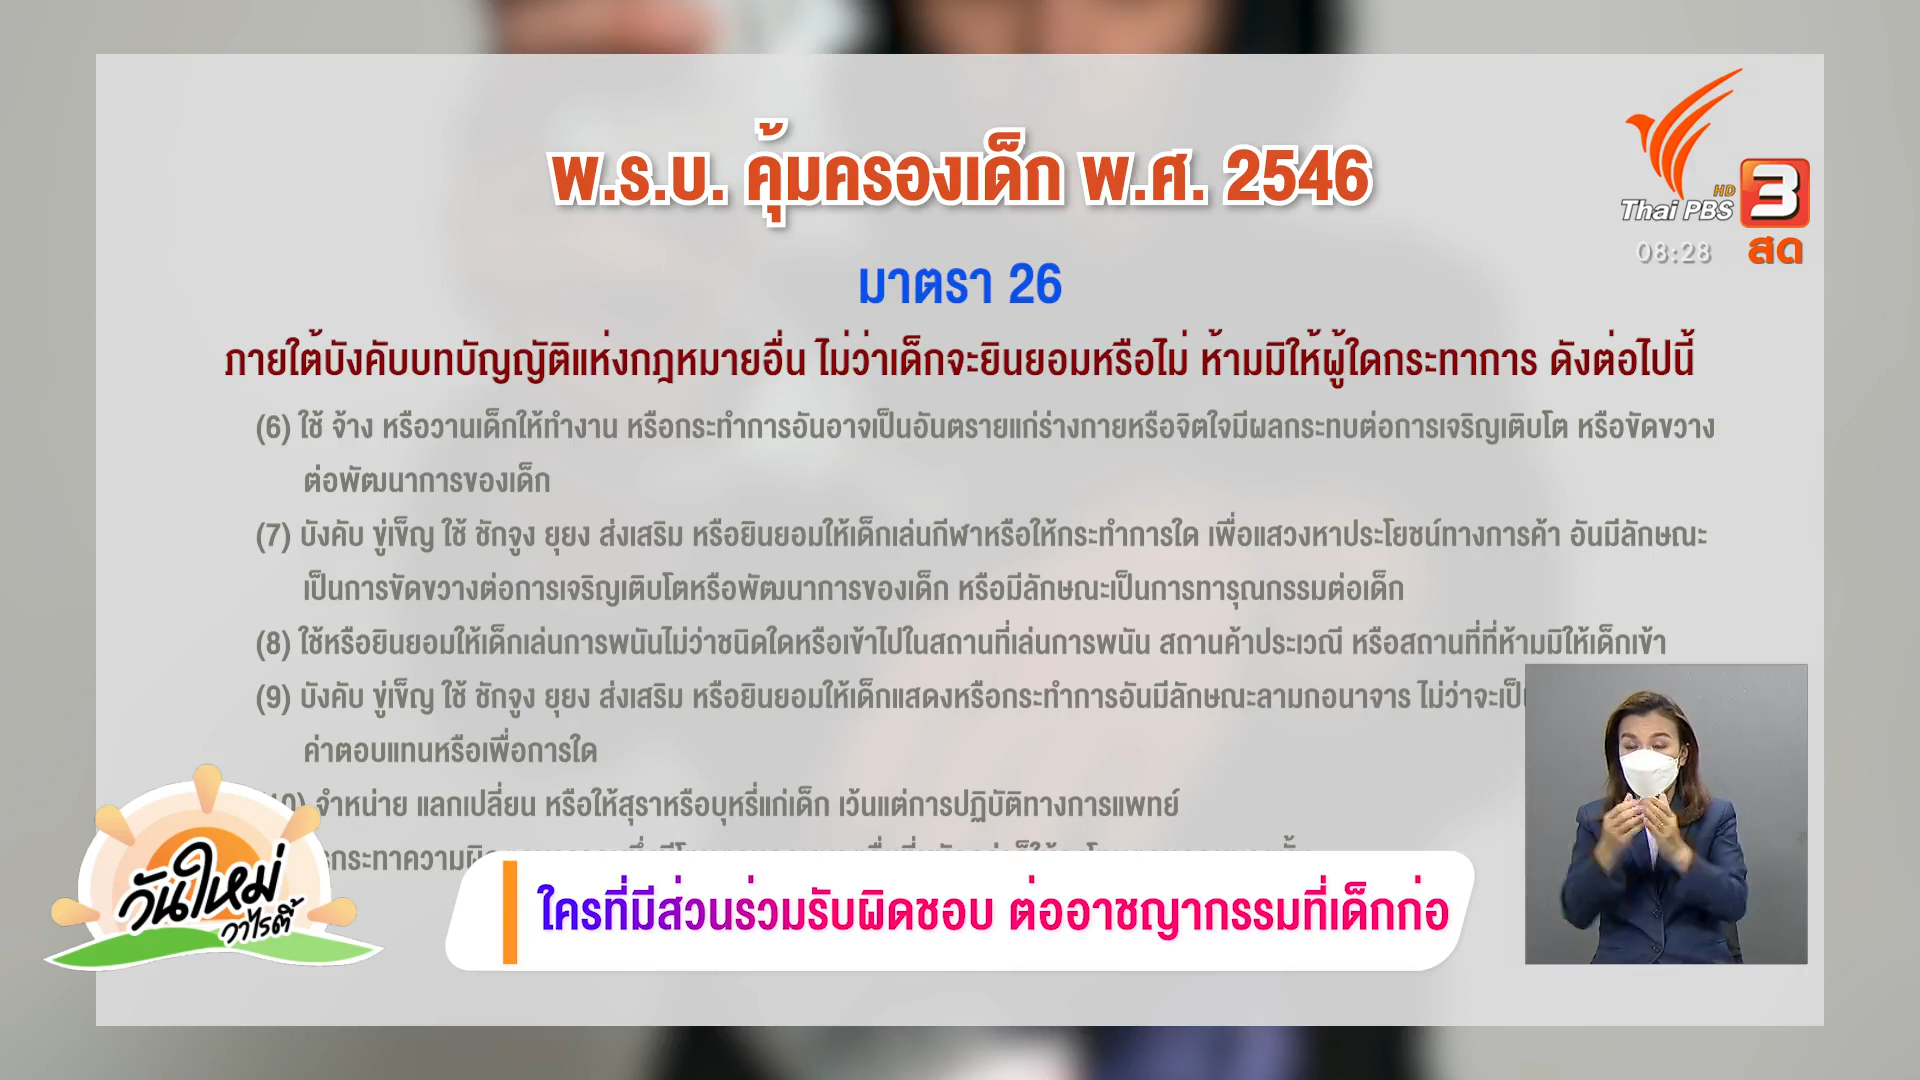 พ.ร.บ. คุ้มครองเด็ก พ.ศ. 2546
HD
Thai PBS 3
08:28 สด
มาตรา 26
ภายใต้บังคับบทบัญญัติแห่งกฎหมายอื่น ไม่ว่าเด็กจะยินยอมหรือไม่ ห้ามมิให้ผู้ใดกระทาการ ดังต่อไปนี้
(6) ใช้ จ้าง หรือวานเด็กให้ทำงาน หรือกระทำการอันอาจเป็นอันตรายแก่ร่างกายหรือจิตใจมีผลกระทบต่อการเจริญเติบโต หรือขัดขวาง
ต่อพัฒนาการของเด็ก
(7) บังคับ ขู่เข็ญ ใช้ ชักจูง ยุยง ส่งเสริม หรือยินยอมให้เด็กเล่นกีฬาหรือให้กระทำการใด เพื่อแสวงหาประโยชน์ทางการค้า อันมีลักษณะ
เป็นการขัดขวางต่อการเจริญเติบโตหรือพัฒนาการของเด็ก หรือมีลักษณะเป็นการทารุณกรรมต่อเด็ก
(8) ใช้หรือยินยอมให้เด็กเล่นการพนันไม่ว่าชนิดใดหรือเข้าไปในสถานที่เล่นการพนัน สถานค้าประเวณี หรือสถานที่ที่ห้ามมิให้เด็กเข้า
(9) บังคับ ขู่เข็ญ ใช้ ชักจูง ยุยง ส่งเสริม หรือยินยอมให้เด็กแสดงหรือกระทำการอันมีลักษณะลามกอนาจาร ไม่ว่าจะเป็น
ค่าตอบแทนหรือเพื่อการใด
จำหน่าย แลกเปลี่ยน หรือให้สุราหรือบุหรี่แก่เด็ก เว้นแต่การปฏิบัติทางการแพทย์
กระทาความผิด
วันใหม่
วาไรตี้
ใครที่มีส่วนร่วมรับผิดชอบ ต่ออาชญากรรมที่เด็กก่อ